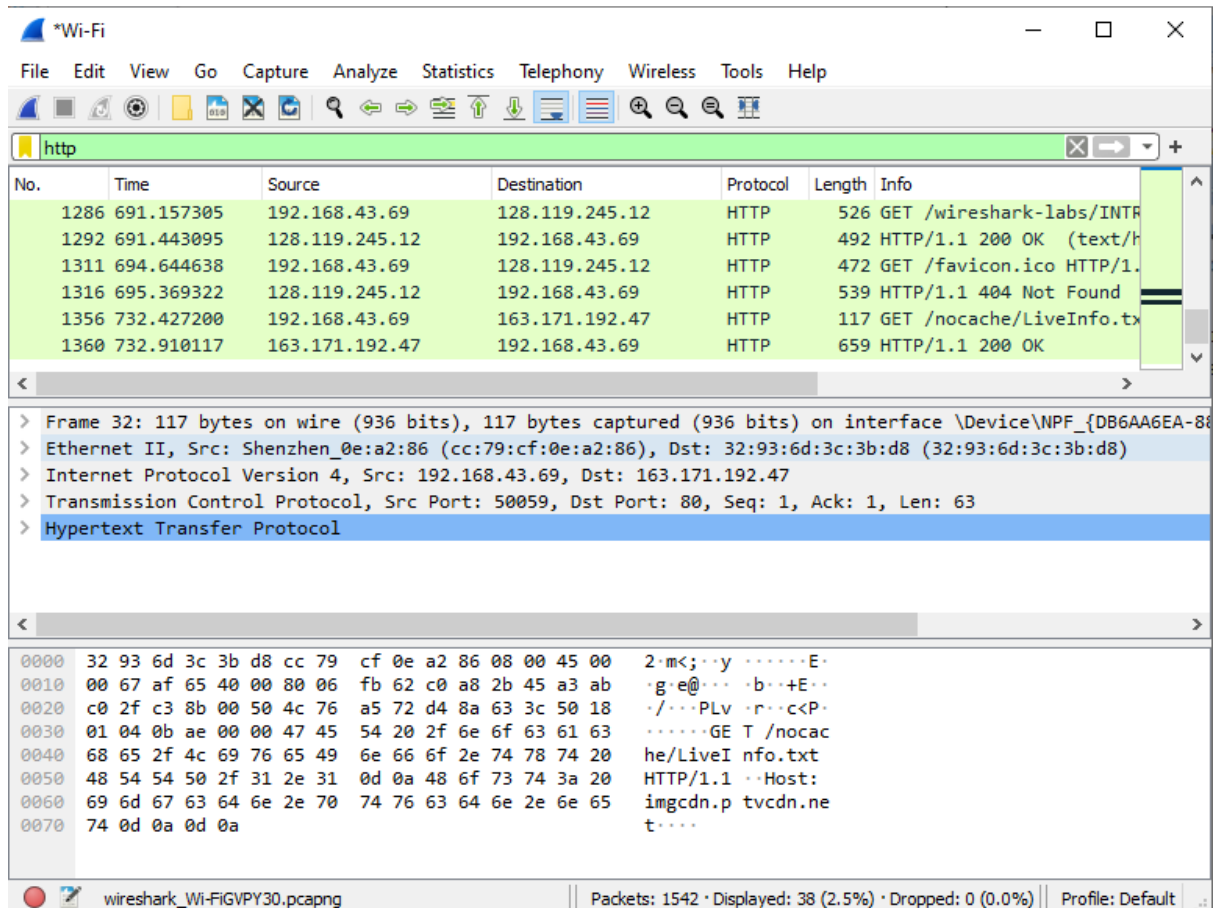 *Wi-Fi
File Edit View Go Capture Analyze Statistics Telephony Wireless Tools Help
http
No. Time Source Destination Protocol Length Info
1286 691.157305 192.168.43.69 128.119.245.12 HTTP 526 GET /wireshark-labs/INTR
1292 691.443095 128.119.245.12 192.168.43.69 HTTP 492 HTTP/1.1 200 OK (text/h
1311 694.644638 192.168.43.69 128.119.245.12 HTTP 472 GET /favicon.ico HTTP/1.
1316 695.369322 128.119.245.12 192.168.43.69 HTTP 539 HTTP/1.1 404 Not Found
1356 732.427200 192.168.43.69 163.171.192.47 HTTP 117 GET /nocache/LiveInfo.tx
1360 732.910117 163.171.192.47 192.168.43.69 HTTP 659 HTTP/1.1 200 OK
> Frame 32: 117 bytes on wire (936 bits), 117 bytes captured (936 bits) on interface \Device\NPF_{DB6AA6EA-88
> Ethernet II, Src: Shenzhen_0e:a2:86 (cc:79:cf:0e:a2:86), Dst: 32:93:6d:3c:3b:d8 (32:93:6d:3c:3b:d8)
> Internet Protocol Version 4, Src: 192.168.43.69, Dst: 163.171.192.47
> Transmission Control Protocol, Src Port: 50059, Dst Port: 80, Seq: 1, Ack: 1, Len: 63
> Hypertext Transfer Protocol
0000 32 93 6d 3c 3b d8 cc 79 cf 0e a2 86 08 00 45 00 2·m<;··y ······E·
0010 00 67 af 65 40 00 80 06 fb 62 c0 a8 2b 45 a3 ab ·g·e@··· ·b··+E··
0020 c0 2f c3 8b 00 50 4c 76 a5 72 d4 8a 63 3c 50 18 ·/···PLv ·r··c<P·
0030 01 04 0b ae 00 00 47 45 54 20 2f 6e 6f 63 61 63 ······GE T /nocac
0040 68 65 2f 4c 69 76 65 49 6e 66 6f 2e 74 78 74 20 he/LiveI nfo.txt
0050 48 54 54 50 2f 31 2e 31 0d 0a 48 6f 73 74 3a 20 HTTP/1.1 ··Host:
0060 69 6d 67 63 64 6e 2e 70 74 76 63 64 6e 2e 6e 65 imgcdn.p tvcdn.ne
0070 74 0d 0a 0d 0a t····
wireshark_Wi-FiGVPY30.pcapng Packets: 1542 · Displayed: 38 (2.5%) · Dropped: 0 (0.0%) Profile: Default